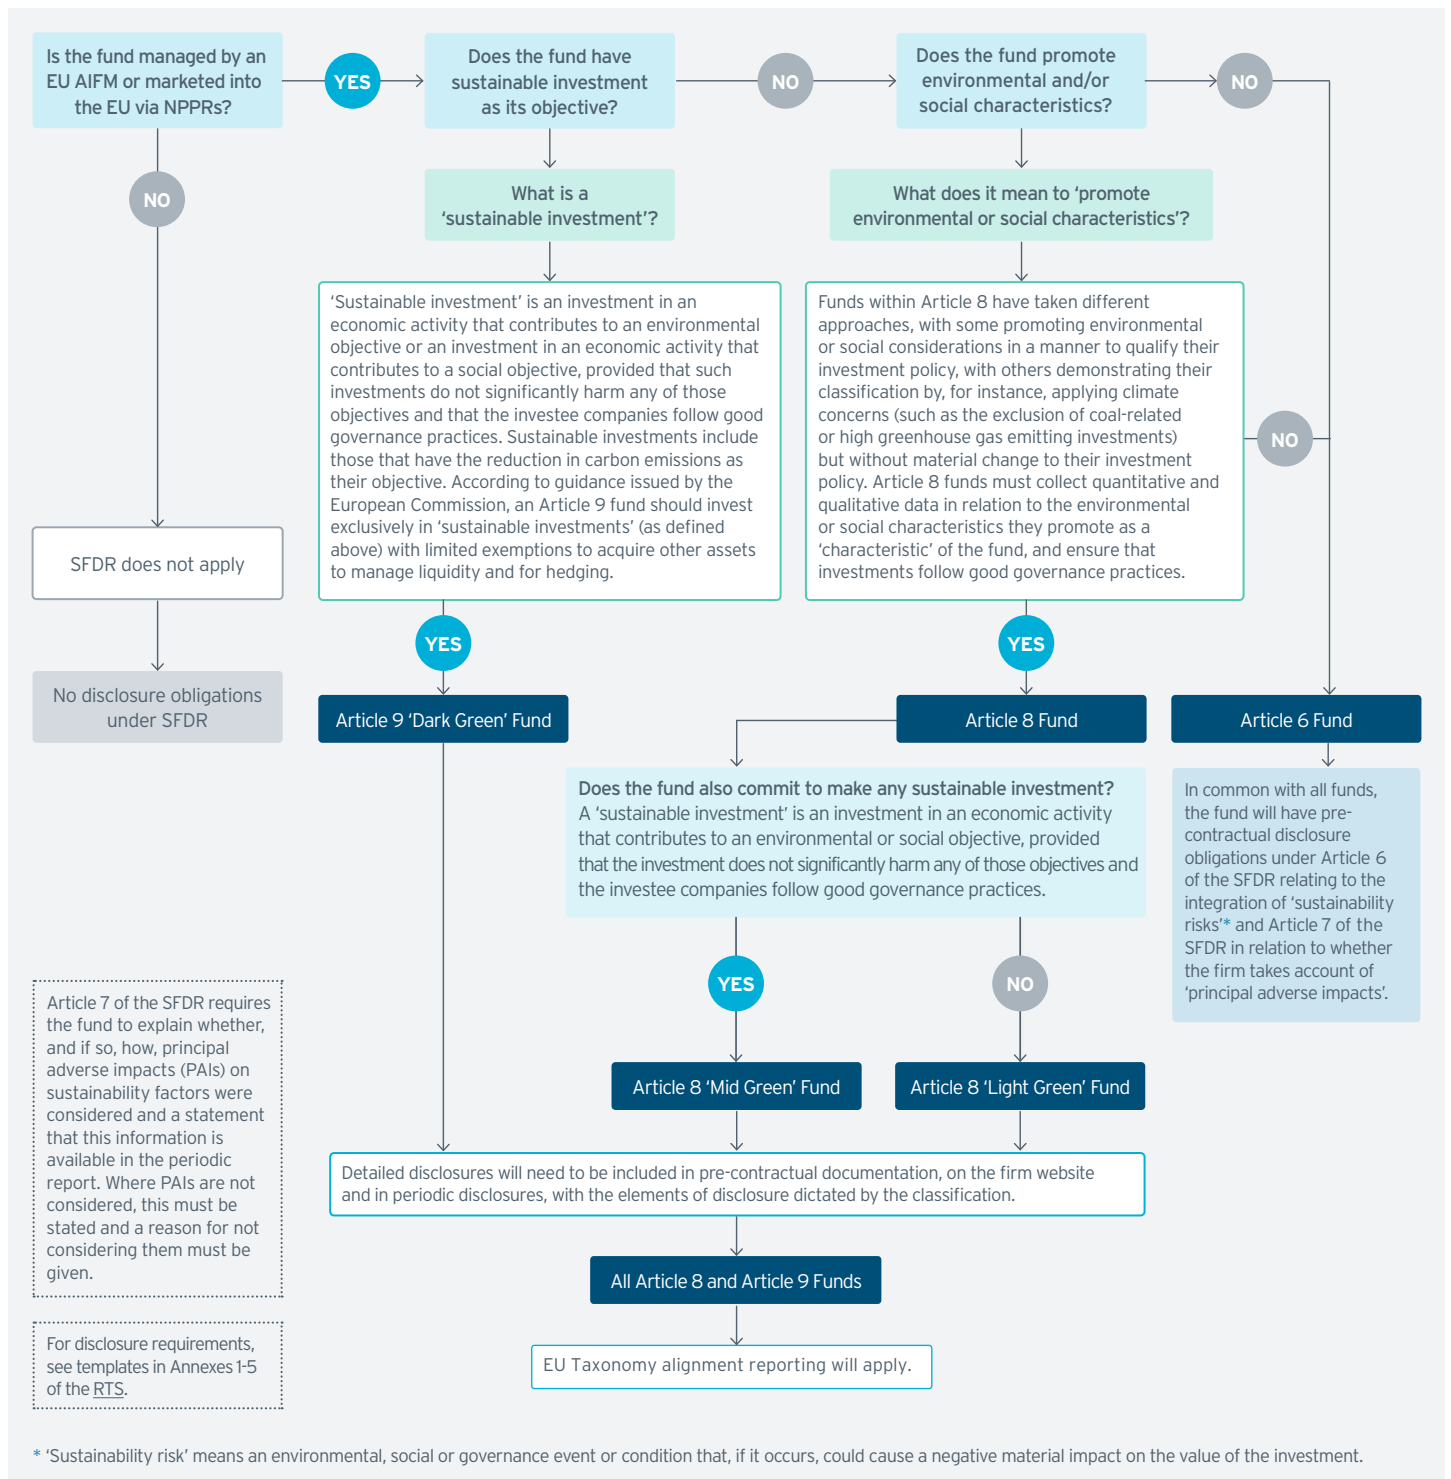 Is the fund managed by an
EU AIFM or marketed into
the EU via NPPRs?
YES
Does the fund have
sustainable investment
as its objective?
NO
Does the fund promote
environmental and/or
social characteristics?
NO
NO
What is a
‘sustainable investment’?
What does it mean to ‘promote
environmental or social characteristics’?
‘Sustainable investment’ is an investment in an
economic activity that contributes to an environmental
objective or an investment in an economic activity that
contributes to a social objective, provided that such
investments do not significantly harm any of those
objectives and that the investee companies follow good
governance practices. Sustainable investments include
those that have the reduction in carbon emissions as
their objective. According to guidance issued by the
European Commission, an Article 9 fund should invest
exclusively in ‘sustainable investments’ (as defined
above) with limited exemptions to acquire other assets
to manage liquidity and for hedging.
Funds within Article 8 have taken different
approaches, with some promoting environmental
or social considerations in a manner to qualify their
investment policy, with others demonstrating their
classification by, for instance, applying climate
concerns (such as the exclusion of coal-related
or high greenhouse gas emitting investments)
but without material change to their investment
policy. Article 8 funds must collect quantitative and
qualitative data in relation to the environmental
or social characteristics they promote as a
‘characteristic’ of the fund, and ensure that
investments follow good governance practices.
NO
SFDR does not apply
YES
YES
No disclosure obligations
under SFDR
Article 9 ‘Dark Green’ Fund
Article 8 Fund
Article 6 Fund
Does the fund also commit to make any sustainable investment?
A ‘sustainable investment’ is an investment in an economic activity
that contributes to an environmental or social objective, provided
that the investment does not significantly harm any of those objectives and
the investee companies follow good governance practices.
In common with all funds,
the fund will have pre-
contractual disclosure
obligations under Article 6
of the SFDR relating to the
integration of ‘sustainability
risks’* and Article 7 of the
SFDR in relation to whether
the firm takes account of
‘principal adverse impacts’.
YES
NO
Article 7 of the SFDR requires
the fund to explain whether,
and if so, how, principal
adverse impacts (PAIs) on
sustainability factors were
considered and a statement
that this information is
available in the periodic
report. Where PAIs are not
considered, this must be
stated and a reason for not
considering them must be
given.
Article 8 ‘Mid Green’ Fund
Article 8 ‘Light Green’ Fund
Detailed disclosures will need to be included in pre-contractual documentation, on the firm website
and in periodic disclosures, with the elements of disclosure dictated by the classification.
All Article 8 and Article 9 Funds
For disclosure requirements,
see templates in Annexes 1-5
of the RTS.
EU Taxonomy alignment reporting will apply.
* ‘Sustainability risk’ means an environmental, social or governance event or condition that, if it occurs, could cause a negative material impact on the value of the investment.